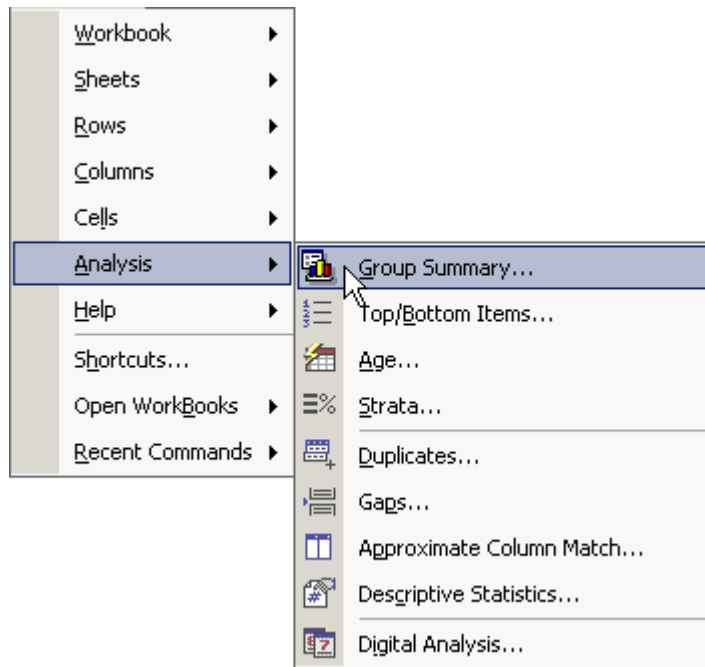 Workbook
Sheets
Rows
Columns
Cells
Analysis
Help
Shortcuts...
Open WorkBooks
Recent Commands
Group Summary...
Top/Bottom Items...
Age...
Strata...
Duplicates...
Gaps...
Approximate Column Match...
Descriptive Statistics...
Digital Analysis...